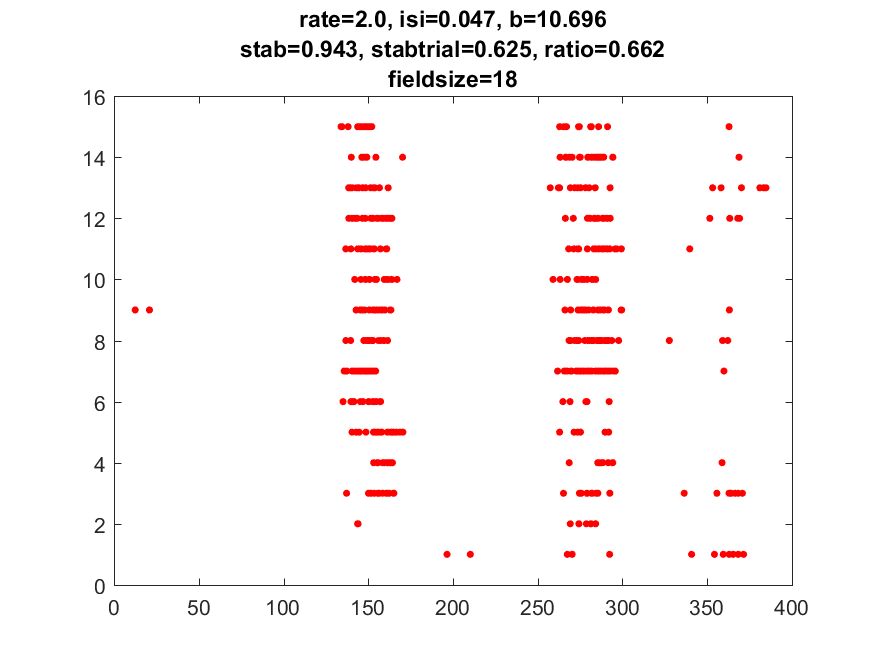 rate=2.0, isi=0.047, b=10.696
stab=0.943, stabtrial=0.625, ratio=0.662
fieldsize=18
16
14
12
10
8
6
4
2
0
0 50 100 150 200 250 300 350 400